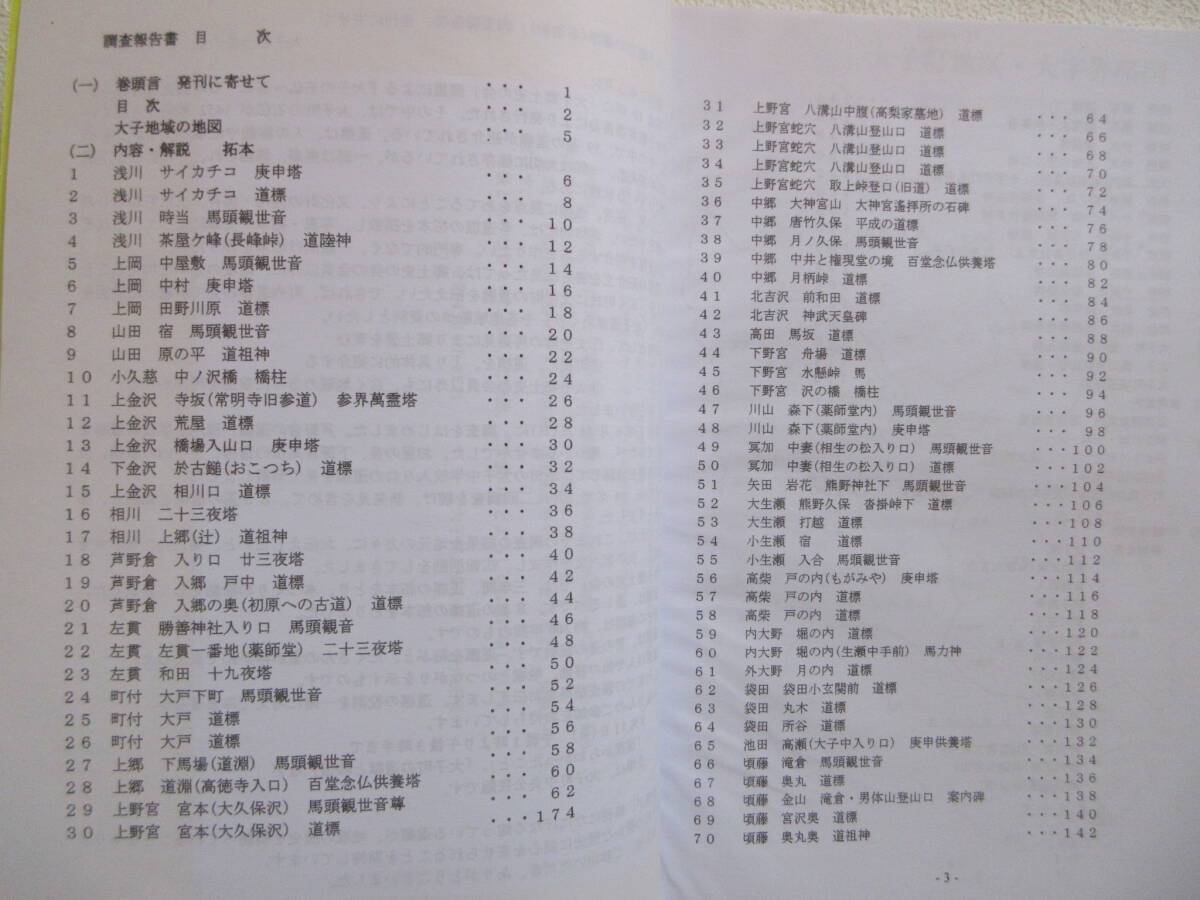 調査報告書 目 次
(一) 巻頭言 発刊に寄せて ・・・ 1
目 次 ・・・ 2
大子地域の地図 ・・・ 5
(二) 内容・解説 拓本
1 浅川 サイカチコ 庚申塔 ・・・ 6
2 浅川 サイカチコ 道標 ・・・ 8
3 浅川 時当 馬頭観世音 ・・・ 10
4 浅川 茶屋ケ峰(長峰峠) 道陸神 ・・・ 12
5 上岡 中屋敷 馬頭観世音 ・・・ 14
6 上岡 中村 庚申塔 ・・・ 16
7 上岡 田野川原 道標 ・・・ 18
8 山田 宿 馬頭観世音 ・・・ 20
9 山田 原の平 道祖神 ・・・ 22
10 小久慈 中ノ沢橋 橋柱 ・・・ 24
11 上金沢 寺坂(常明寺旧参道) 参界萬霊塔 ・・・ 26
12 上金沢 荒屋 道標 ・・・ 28
13 上金沢 橋場入山口 庚申塔 ・・・ 30
14 下金沢 於古鎚(おこつち) 道標 ・・・ 32
15 上金沢 相川口 道標 ・・・ 34
16 相川 二十三夜塔 ・・・ 36
17 相川 上郷(辻) 道祖神 ・・・ 38
18 芦野倉 入り口 廿三夜塔 ・・・ 40
19 芦野倉 入郷 戸中 道標 ・・・ 42
20 芦野倉 入郷の奥(初原への古道) 道標 ・・・ 44
21 左貫 勝善神社入り口 馬頭観音 ・・・ 46
22 左貫 左貫一番地(薬師堂) 二十三夜塔 ・・・ 48
23 左貫 和田 十九夜塔 ・・・ 50
24 町付 大戸下町 馬頭観世音 ・・・ 52
25 町付 大戸 道標 ・・・ 54
26 町付 大戸 道標 ・・・ 56
27 上郷 下馬場(道淵) 馬頭観世音 ・・・ 58
28 上郷 道淵(高徳寺入口) 百堂念仏供養塔 ・・・ 60
29 上野宮 宮本(大久保沢) 馬頭観世音尊 ・・・ 62
30 上野宮 宮本(大久保沢) 道標 ・・・174
31 上野宮 八溝山中腹(高梨家墓地) 道標 ・・・ 64
32 上野宮蛇穴 八溝山登山口 道標 ・・・ 66
33 上野宮蛇穴 八溝山登山口 道標 ・・・ 68
34 上野宮蛇穴 八溝山登山口 道標 ・・・ 70
35 上野宮蛇穴 取上峠登口(旧道) 道標 ・・・ 72
36 中郷 大神宮山 大神宮遙拝所の石碑 ・・・ 74
37 中郷 唐竹久保 平成の道標 ・・・ 76
38 中郷 月ノ久保 馬頭観世音 ・・・ 78
39 中郷 中井と権現堂の境 百堂念仏供養塔 ・・・ 80
40 中郷 月柄峠 道標 ・・・ 82
41 北吉沢 前和田 道標 ・・・ 84
42 北吉沢 神武天皇碑 ・・・ 86
43 高田 馬坂 道標 ・・・ 88
44 下野宮 舟場 道標 ・・・ 90
45 下野宮 水懸峠 馬 ・・・ 92
46 下野宮 沢の橋 橋柱 ・・・ 94
47 川山 森下(薬師堂内) 馬頭観世音 ・・・ 96
48 川山 森下(薬師堂内) 庚申塔 ・・・ 98
49 冥加 中妻(相生の松入り口) 馬頭観世音 ・・・100
50 冥加 中妻(相生の松入り口) 道標 ・・・102
51 矢田 岩花 熊野神社下 馬頭観世音 ・・・104
52 大生瀬 熊野久保 沓掛峠下 道標 ・・・106
53 大生瀬 打越 道標 ・・・108
54 小生瀬 宿 道標 ・・・110
55 小生瀬 入合 馬頭観世音 ・・・112
56 高柴 戸の内(もがみや) 庚申塔 ・・・114
57 高柴 戸の内 道標 ・・・116
58 高柴 戸の内 道標 ・・・118
59 内大野 堀の内 道標 ・・・120
60 内大野 堀の内(生瀬中手前) 馬力神 ・・・122
61 外大野 月の内 道標 ・・・124
62 袋田 袋田小玄関前 道標 ・・・126
63 袋田 丸木 道標 ・・・128
64 袋田 所谷 道標 ・・・130
65 池田 高瀬(大子中入り口) 庚申供養塔 ・・・132
66 頃藤 滝倉 馬頭観世音 ・・・134
67 頃藤 奥丸 道標 ・・・136
68 頃藤 金山 滝倉・男体山登山口 案内碑 ・・・138
69 頃藤 宮沢奥 道標 ・・・140
70 頃藤 奥丸奥 道祖神 ・・・142
-3-